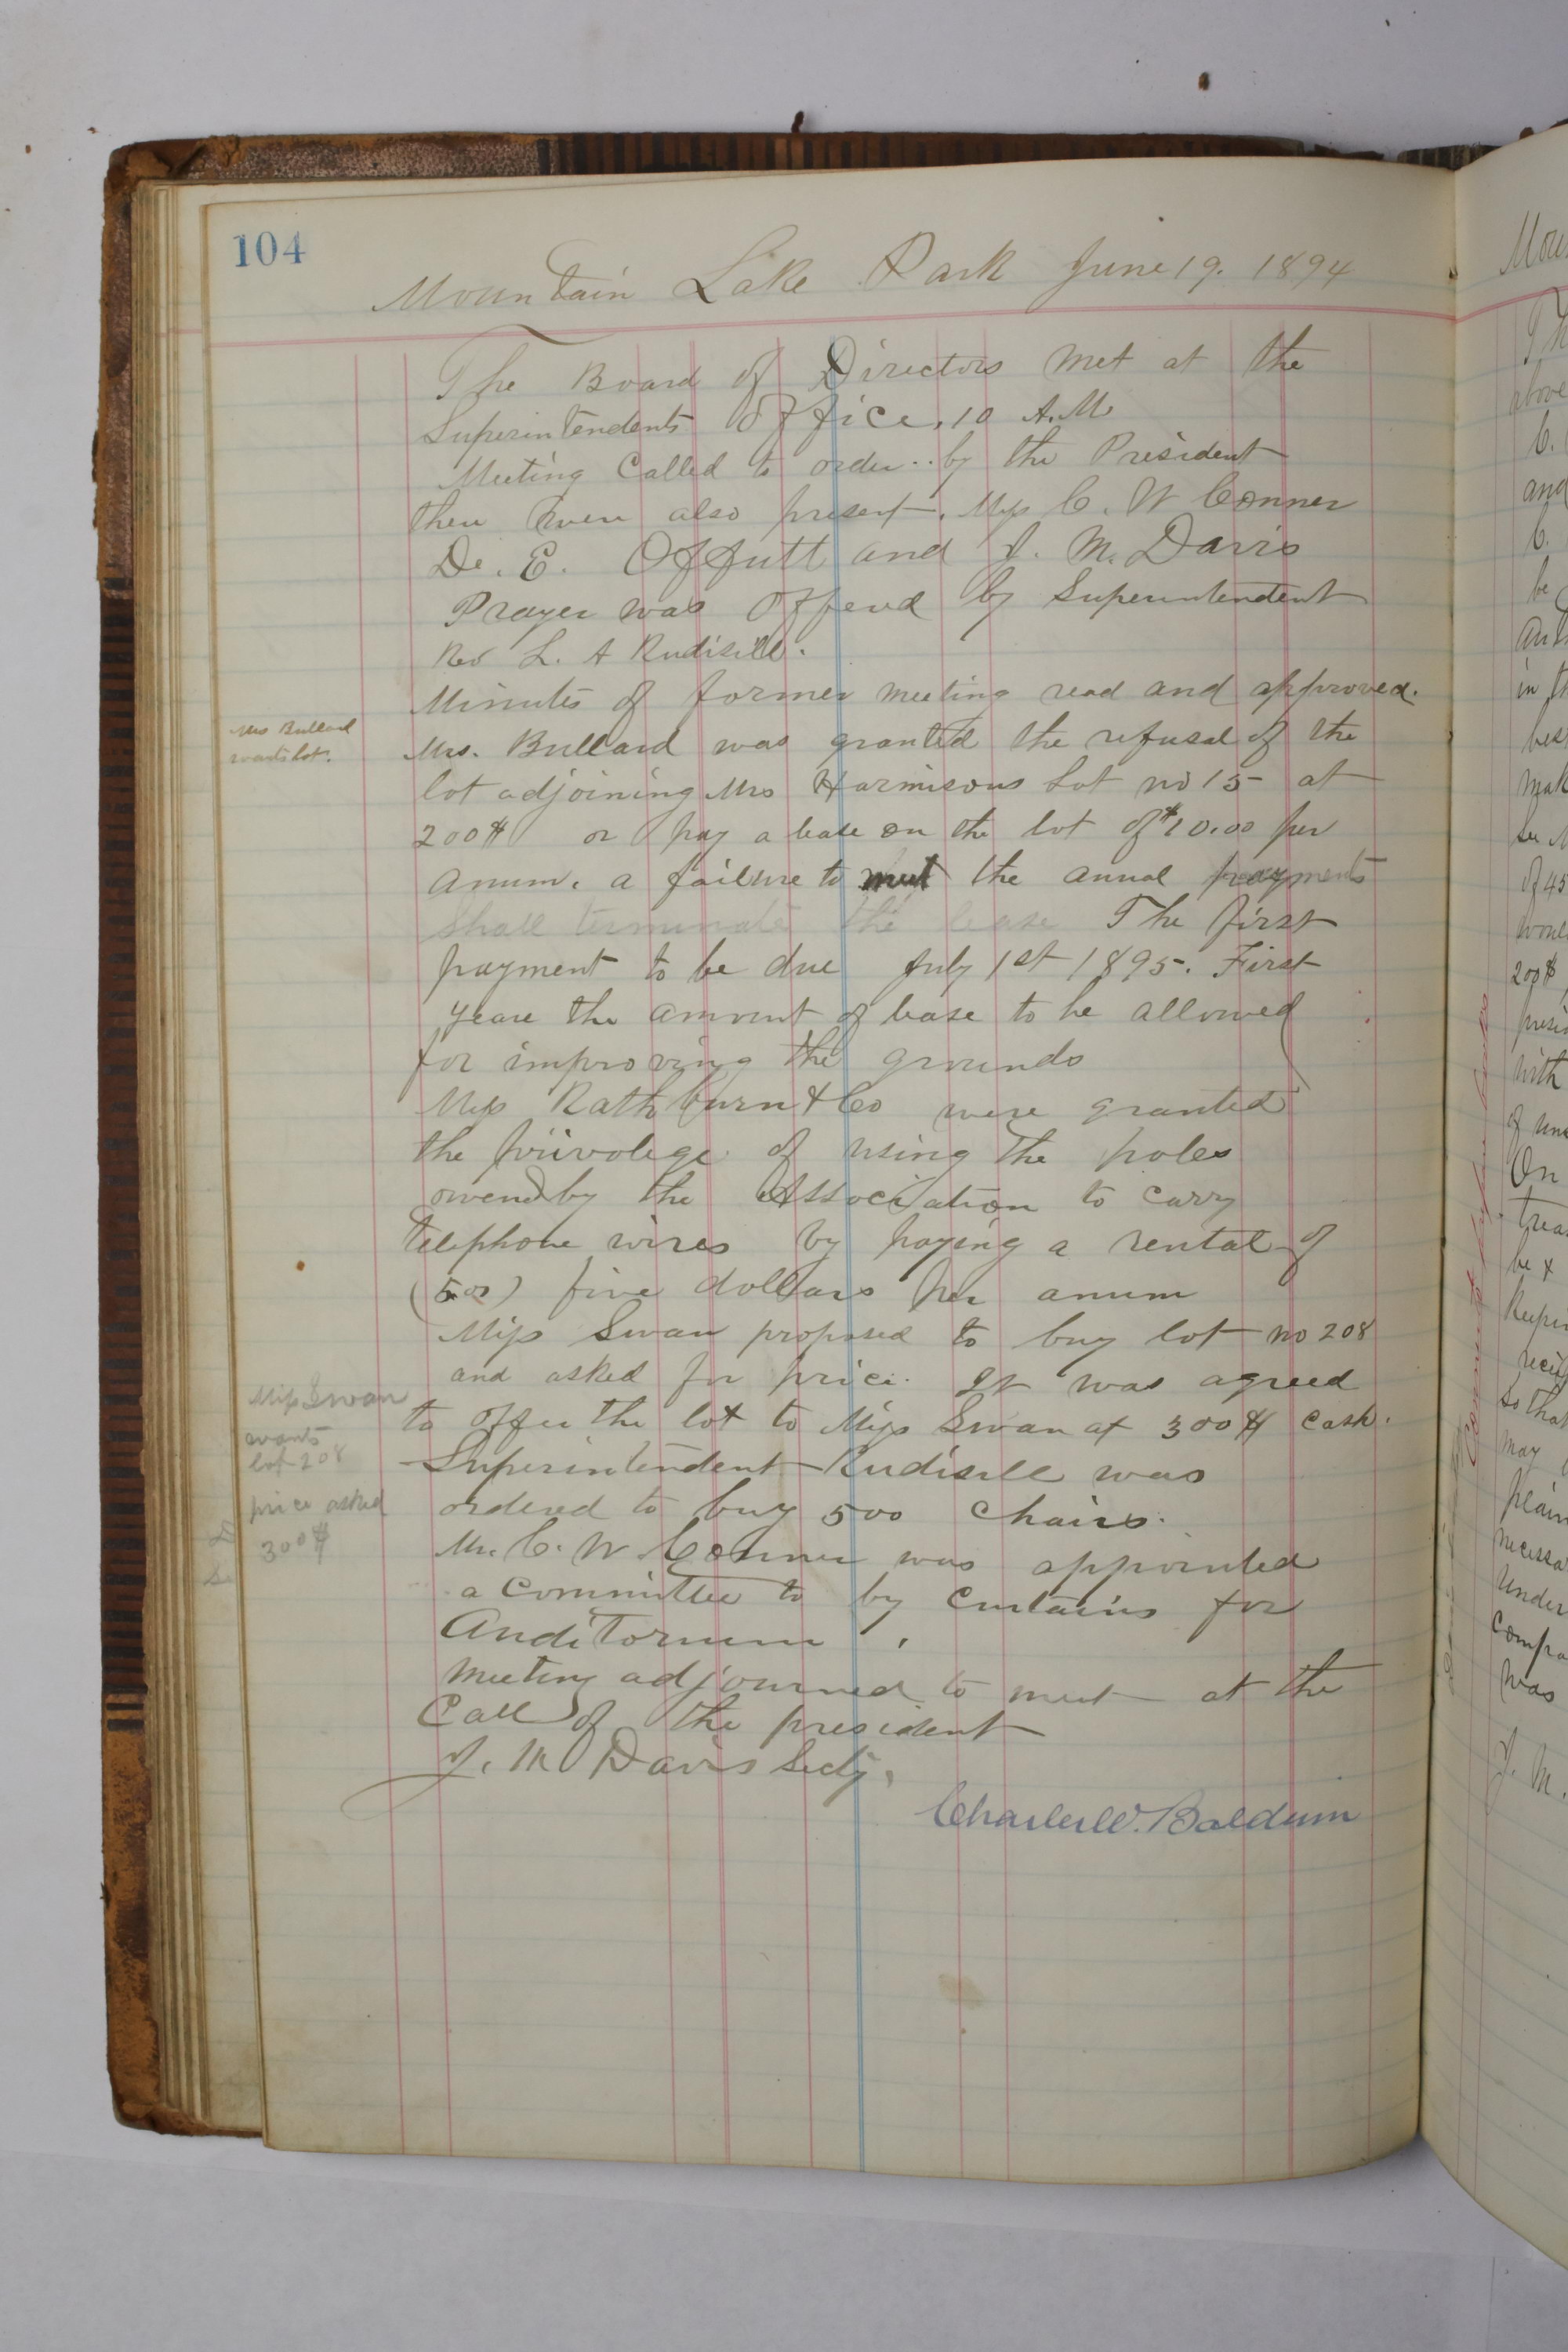 104
Mountain Lake Park June 19. 1894
The Board of Directors met at the
Superintendents Office. 10 A.M.
Meeting Called to order by the President
there were also present. Mess C. W Conner
Dr. E. Offutt and J. M. Davis
Prayer was offered by Superintendent
Rev L. A Rudisill.
Minutes of former meeting read and approved.
Mrs Bullard
wants lot.
Mrs. Bullard was granted the refusal of the
lot adjoining Mrs Harmisons Lot no 15 at
200$ or pay a lease on the lot of $10.00 per
anum. a failure to meet the annual payments
Shall terminate the lease The first
payment to be due July 1st 1895. First
yeare the amount of lease to be allowed
for improving the grounds
Mess Rathburn & Co were granted
the privolege of using the poles
owened by the Association to carry
telephone wires by paying a rental of
(500) five dollars per anum
Miss Swan proposed to buy lot no 208
and asked for price. It was agreed
to offer the lot to Miss Swan at 300$ cash.
Miss Swan
wants
lot 208
price asked
300$
Superintendent Rudisill was
ordered to buy 500 chairs.
Mr. C. W Conner was appointed
a committee to by curtains for
Auditorium
meeting adjourned to meet at the
Call of the president
J. M Davis Secty.
Charles W. Baldwin